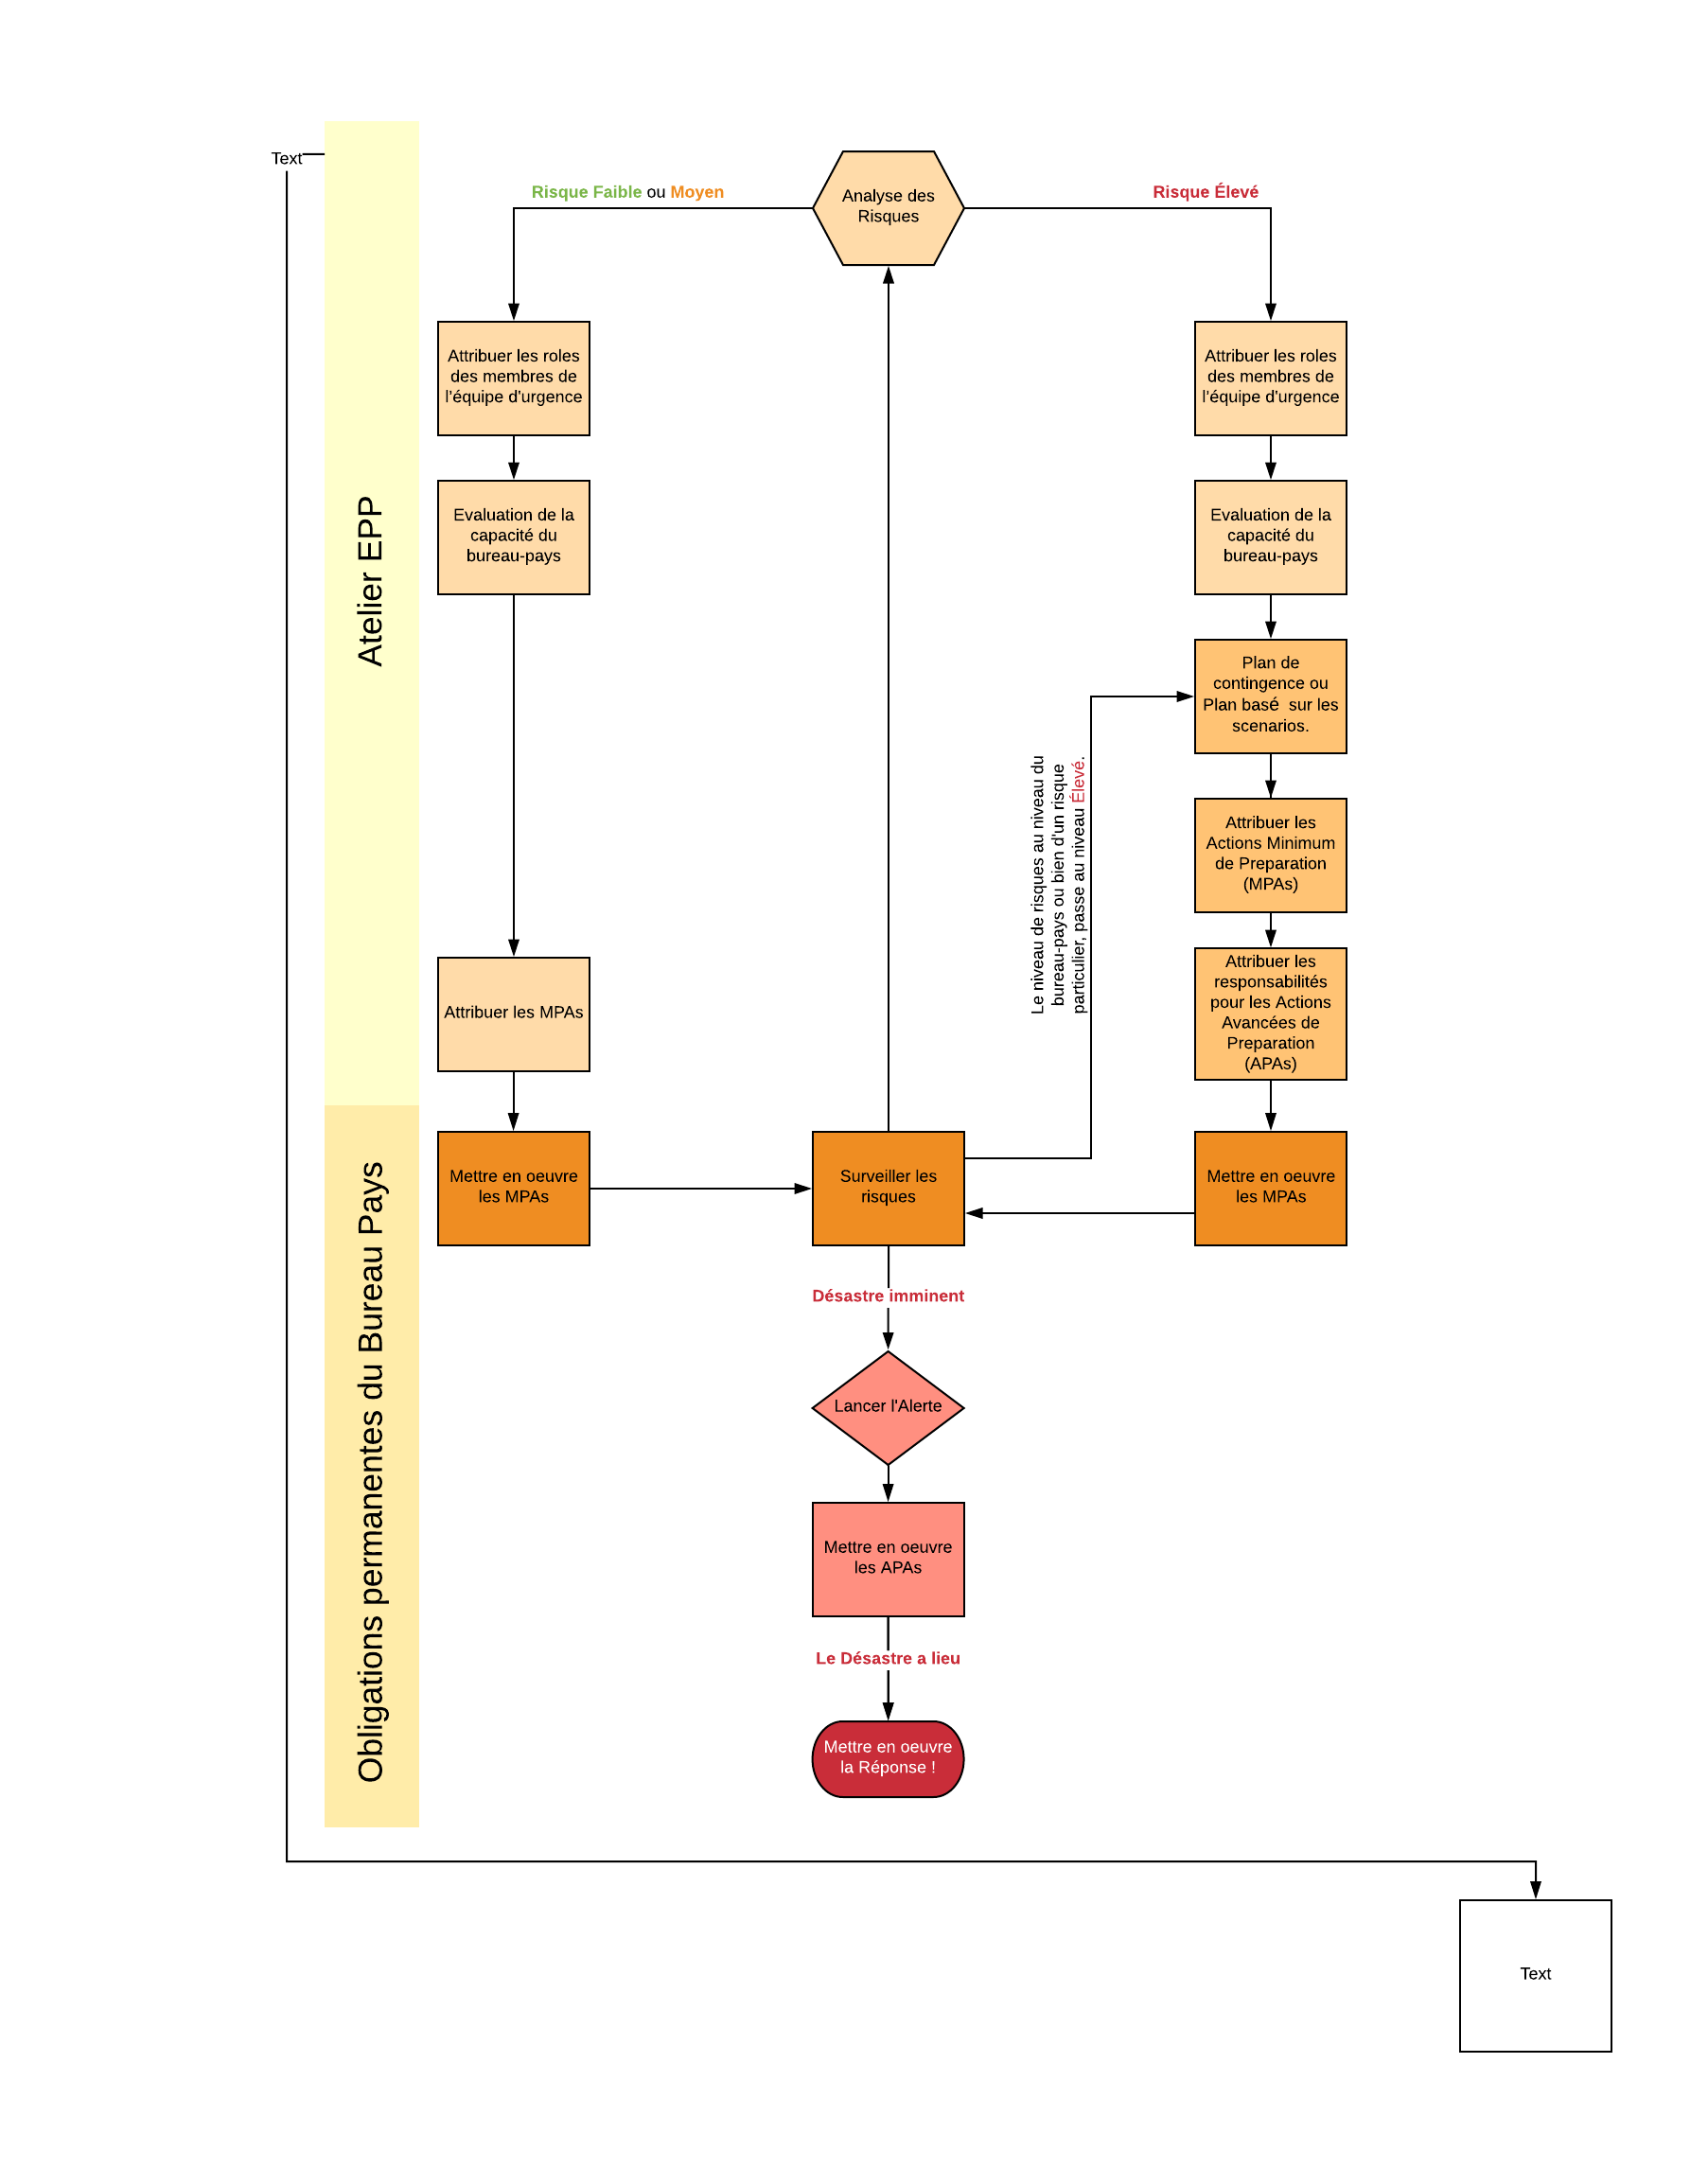 Text
Analyse des
Risques
Risque Faible ou Moyen
Risque Élevé
Attribuer les roles
des membres de
l'équipe d'urgence
Attribuer les roles
des membres de
l'équipe d'urgence
Atelier EPP
Evaluation de la
capacité du
bureau-pays
Evaluation de la
capacité du
bureau-pays
Plan de
contingence ou
Plan basé  sur les
scenarios.
Le niveau de risques au niveau du
bureau-pays ou bien d'un risque
particulier, passe au niveau Élevé.
Attribuer les
Actions Minimum
de Preparation
(MPAs)
Attribuer les MPAs
Attribuer les
responsabilités
pour les Actions
Avancées de
Preparation
(APAs)
Obligations permanentes du Bureau Pays
Mettre en oeuvre
les MPAs
Surveiller les
risques
Mettre en oeuvre
les MPAs
Désastre imminent
Lancer l'Alerte
Mettre en oeuvre
les APAs
Le Désastre a lieu
Mettre en oeuvre
la Réponse !
Text